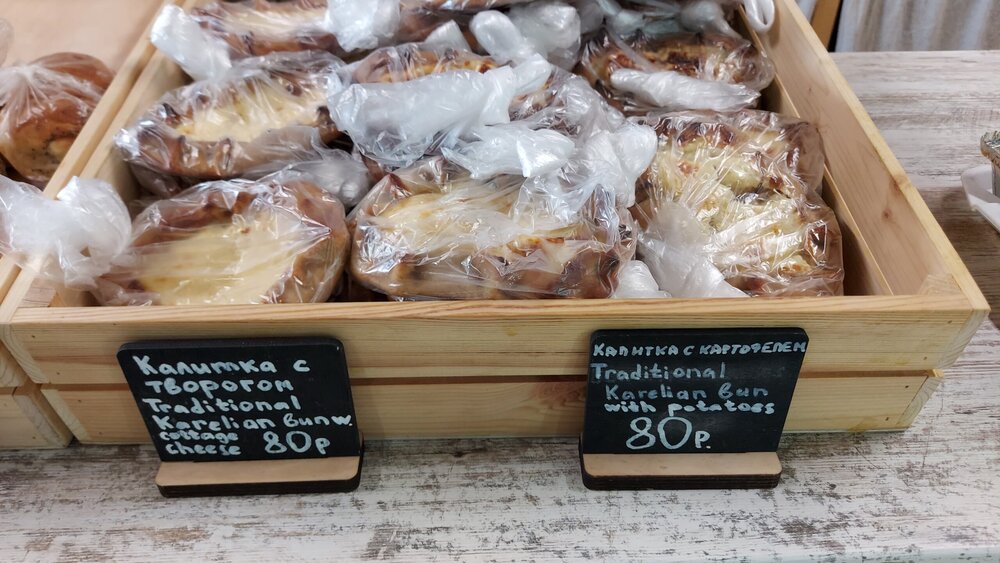 Калитка с
творогом
Traditional
Karelian bun w.
cottage
cheese 80р
Калитка с картофелем
Traditional
Karelian bun
with potatoes
80р.